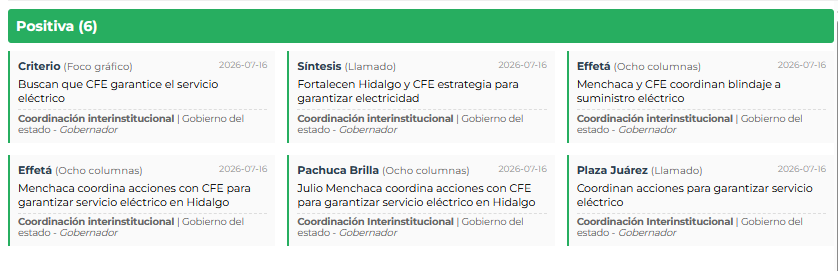 Positiva (6)
Criterio (Foco gráfico) 2026-07-16
Buscan que CFE garantice el servicio
eléctrico
Coordinación interinstitucional | Gobierno del
estado - Gobernador
Síntesis (Llamado) 2026-07-16
Fortalecen Hidalgo y CFE estrategia para
garantizar electricidad
Coordinación interinstitucional | Gobierno del
estado - Gobernador
Effetá (Ocho columnas) 2026-07-16
Menchaca y CFE coordinan blindaje a
suministro eléctrico
Coordinación interinstitucional | Gobierno del
estado - Gobernador
Effetá (Ocho columnas) 2026-07-16
Menchaca coordina acciones con CFE para
garantizar servicio eléctrico en Hidalgo
Coordinación interinstitucional | Gobierno del
estado - Gobernador
Pachuca Brilla (Ocho columnas) 2026-07-16
Julio Menchaca coordina acciones con CFE
para garantizar servicio eléctrico en Hidalgo
Coordinación Interinstitucional | Gobierno del
estado - Gobernador
Plaza Juárez (Llamado) 2026-07-16
Coordinan acciones para garantizar servicio
eléctrico
Coordinación Interinstitucional | Gobierno del
estado - Gobernador